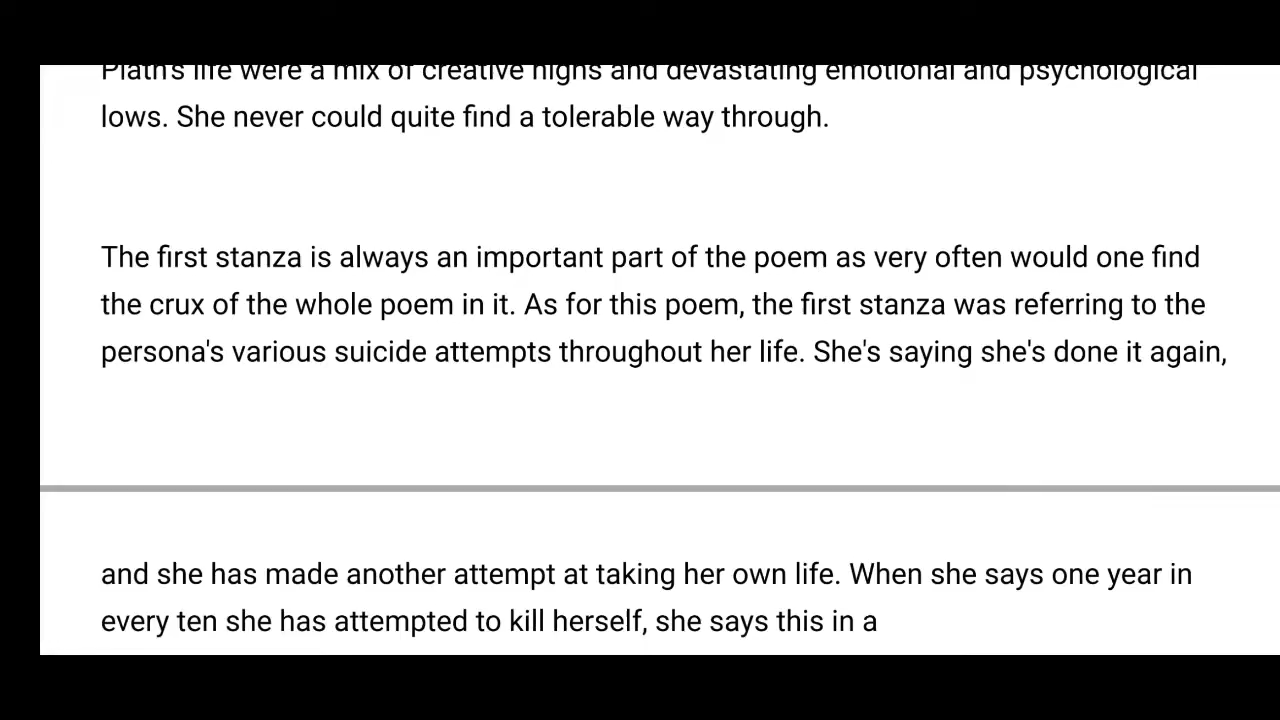 Plath's life were a mix of creative highs and devastating emotional and psychological
lows. She never could quite find a tolerable way through.
The first stanza is always an important part of the poem as very often would one find
the crux of the whole poem in it. As for this poem, the first stanza was referring to the
persona's various suicide attempts throughout her life. She's saying she's done it again,
and she has made another attempt at taking her own life. When she says one year in
every ten she has attempted to kill herself, she says this in a